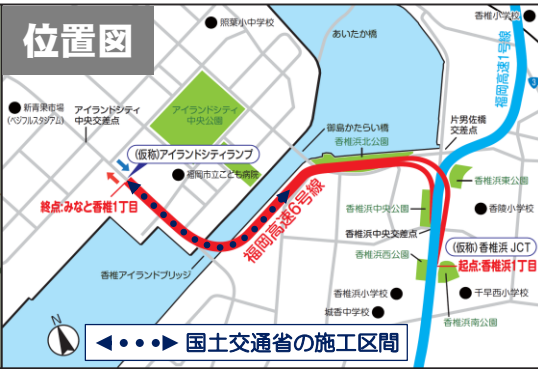 位置図
照葉小中学校
あいたか橋
香椎小学校
3
福岡高速1号線
新青果市場
(ベジフルスタジアム)
アイランドシティ
中央交差点
アイランドシティ
中央公園
御島かたらい橋
片男佐橋
交差点
香椎浜北公園
(仮称)アイランドシティランプ
福岡市立こども病院
香椎浜東公園
終点:みなと香椎1丁目
福岡高速6号線
香椎浜中央公園
香陵小学校
香椎浜中央交差点
(仮称)香椎浜JCT
香椎浜西公園
起点:香椎浜1丁目
香椎アイランドブリッジ
香椎浜小学校
千早西小学校
城香中学校
香椎浜南公園
N
国土交通省の施工区間